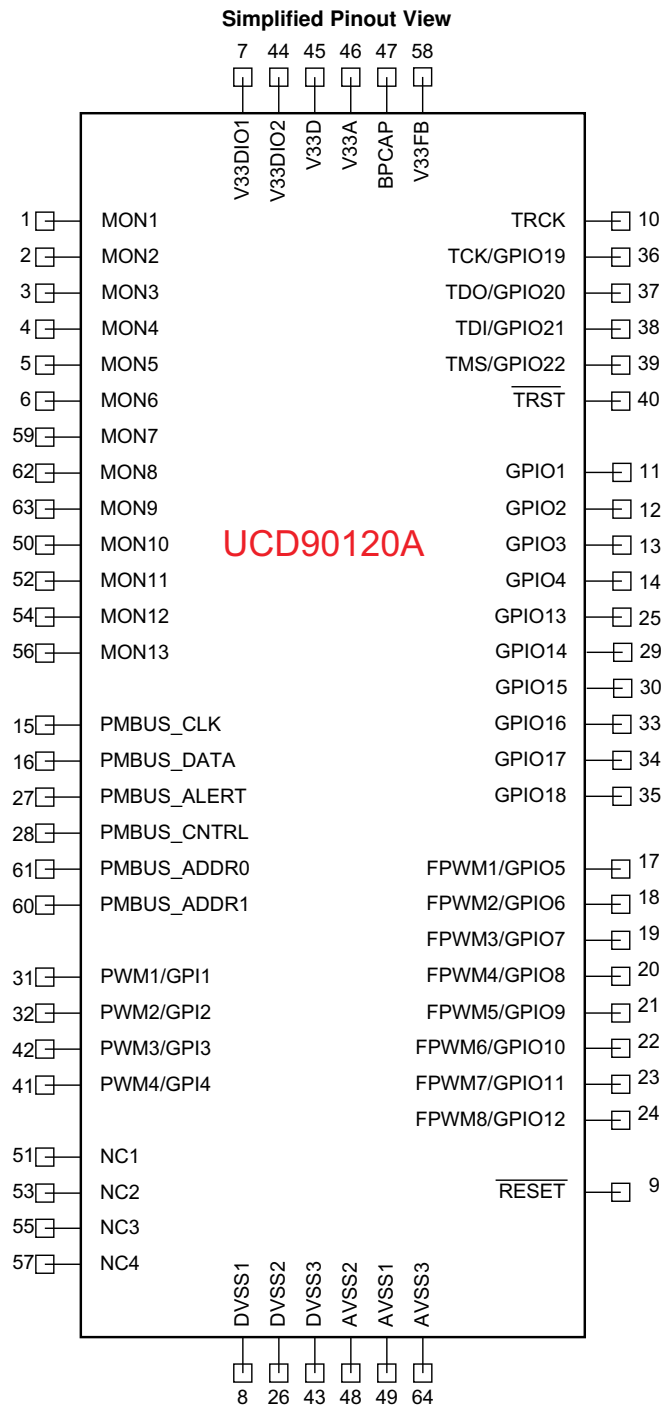 Simplified Pinout View
7 44 45 46 47 58
V33DIO1
V33DIO2
V33D
V33A
BPCAP
V33FB
1 MON1
2 MON2
3 MON3
4 MON4
5 MON5
6 MON6
59 MON7
62 MON8
63 MON9
50 MON10
52 MON11
54 MON12
56 MON13
15 PMBUS_CLK
16 PMBUS_DATA
27 PMBUS_ALERT
28 PMBUS_CNTRL
61 PMBUS_ADDR0
60 PMBUS_ADDR1
31 PWM1/GPI1
32 PWM2/GPI2
42 PWM3/GPI3
41 PWM4/GPI4
51 NC1
53 NC2
55 NC3
57 NC4
UCD90120A
TRCK 10
TCK/GPIO19 36
TDO/GPIO20 37
TDI/GPIO21 38
TMS/GPIO22 39
TRST 40
GPIO1 11
GPIO2 12
GPIO3 13
GPIO4 14
GPIO13 25
GPIO14 29
GPIO15 30
GPIO16 33
GPIO17 34
GPIO18 35
FPWM1/GPIO5 17
FPWM2/GPIO6 18
FPWM3/GPIO7 19
FPWM4/GPIO8 20
FPWM5/GPIO9 21
FPWM6/GPIO10 22
FPWM7/GPIO11 23
FPWM8/GPIO12 24
RESET 9
DVSS1
DVSS2
DVSS3
AVSS2
AVSS1
AVSS3
8 26 43 48 49 64